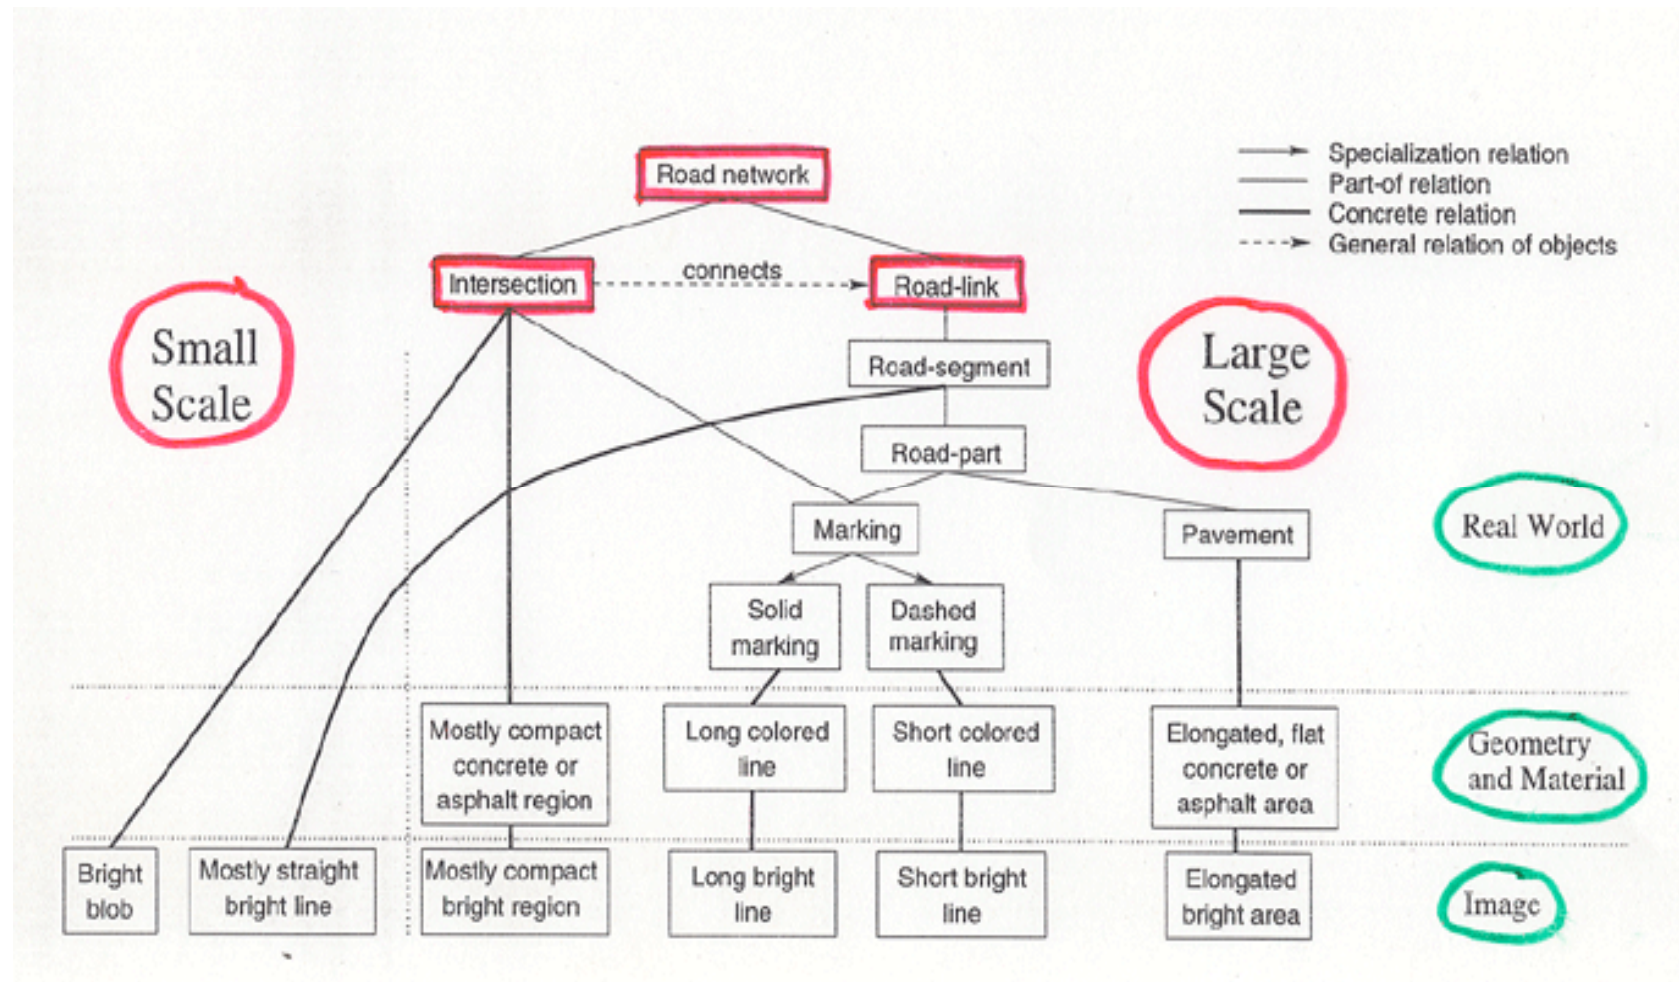 Road network
Specialization relation
Part-of relation
Concrete relation
General relation of objects
Intersection
connects
Road-link
Small
Scale
Road-segment
Large
Scale
Road-part
Marking
Pavement
Real World
Solid
marking
Dashed
marking
Mostly compact
concrete or
asphalt region
Long colored
line
Short colored
line
Elongated, flat
concrete or
asphalt area
Geometry
and Material
Bright
blob
Mostly straight
bright line
Mostly compact
bright region
Long bright
line
Short bright
line
Elongated
bright area
Image